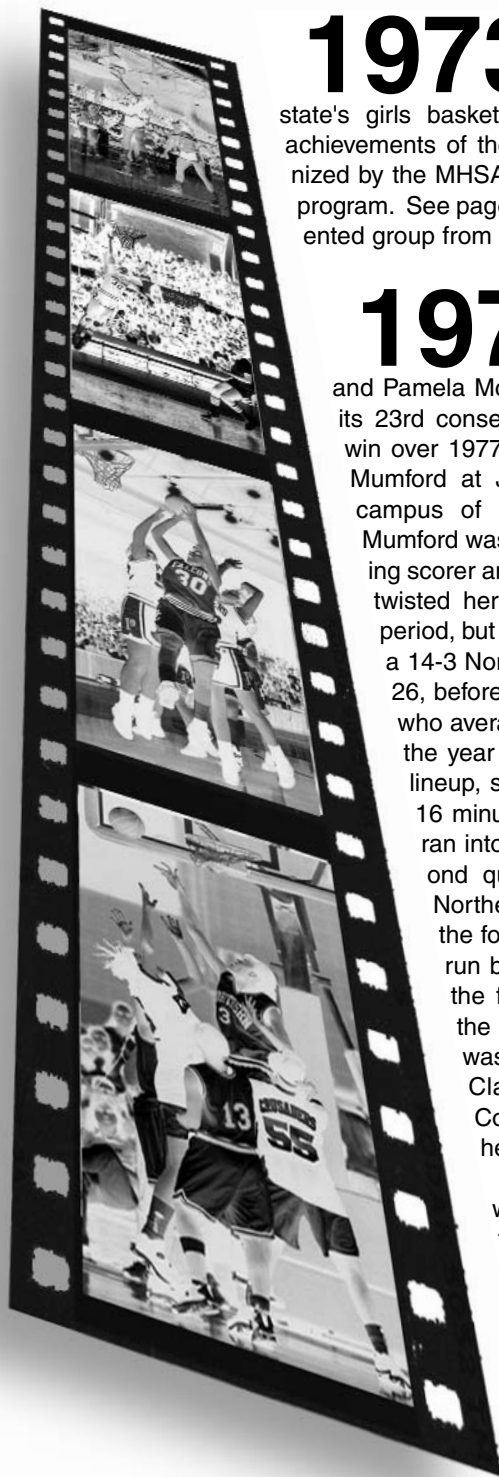 1973
state's girls basket
achievements of the
nized by the MHSA
program. See page
ented group from
197
and Pamela Mc
its 23rd conse
win over 1977
Mumford at J
campus of
Mumford was
ing scorer an
twisted her
period, but
a 14-3 Nor
26, before
who avera
the year
lineup, s
16 minu
ran into
ond qu
Northe
the fo
run b
the f
the
was
Cla
Co
he
w
30
3
13
CRUSADERS
55